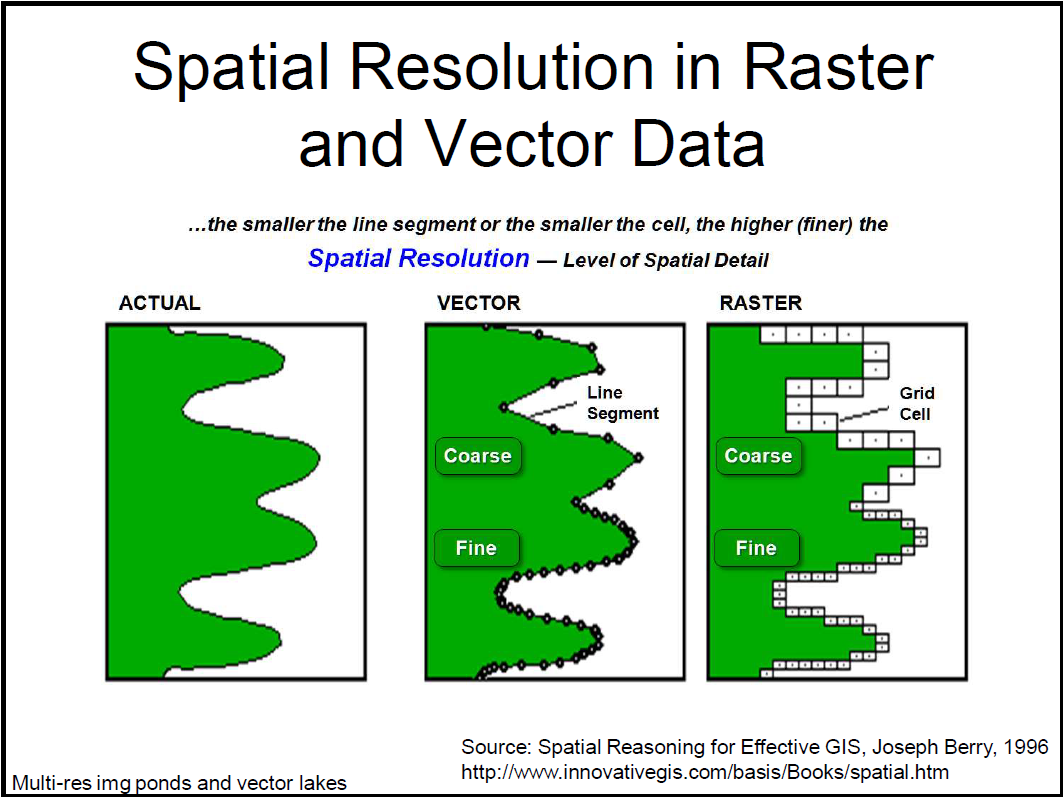 Spatial Resolution in Raster
and Vector Data
…the smaller the line segment or the smaller the cell, the higher (finer) the
Spatial Resolution — Level of Spatial Detail
ACTUAL
VECTOR
RASTER
Line
Segment
Grid
Cell
Coarse
Coarse
Fine
Fine
Source: Spatial Reasoning for Effective GIS, Joseph Berry, 1996
http://www.innovativegis.com/basis/Books/spatial.htm
Multi-res img ponds and vector lakes